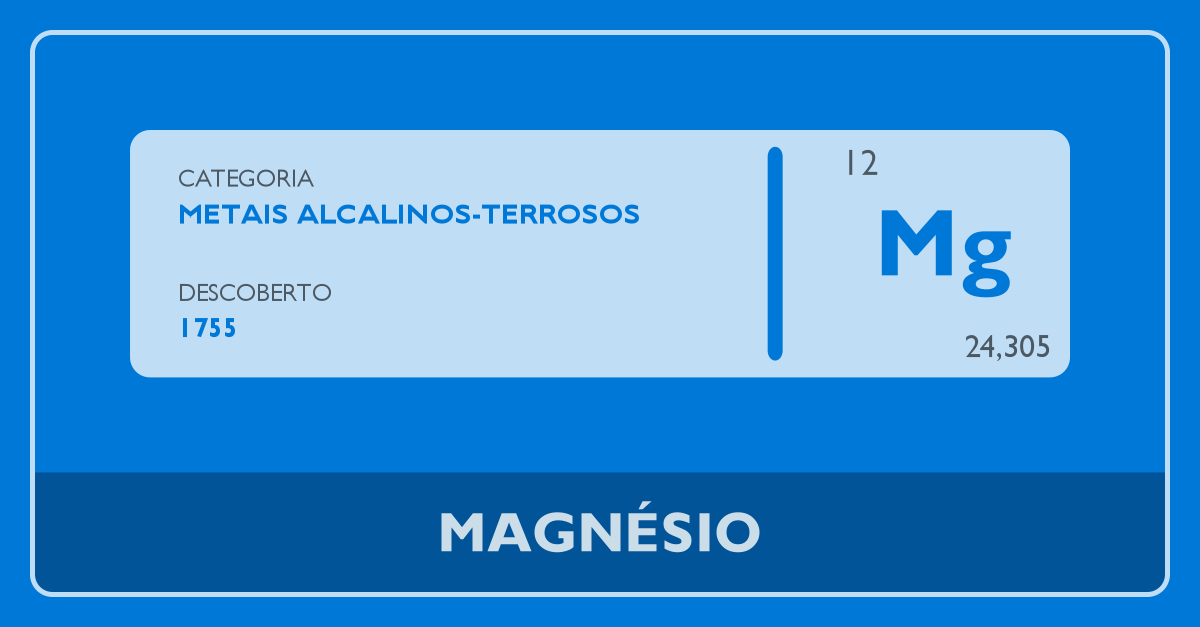 CATEGORIA
METAIS ALCALINOS-TERROSOS
DESCOBERTO
1755
12
Mg
24,305
MAGNÉSIO